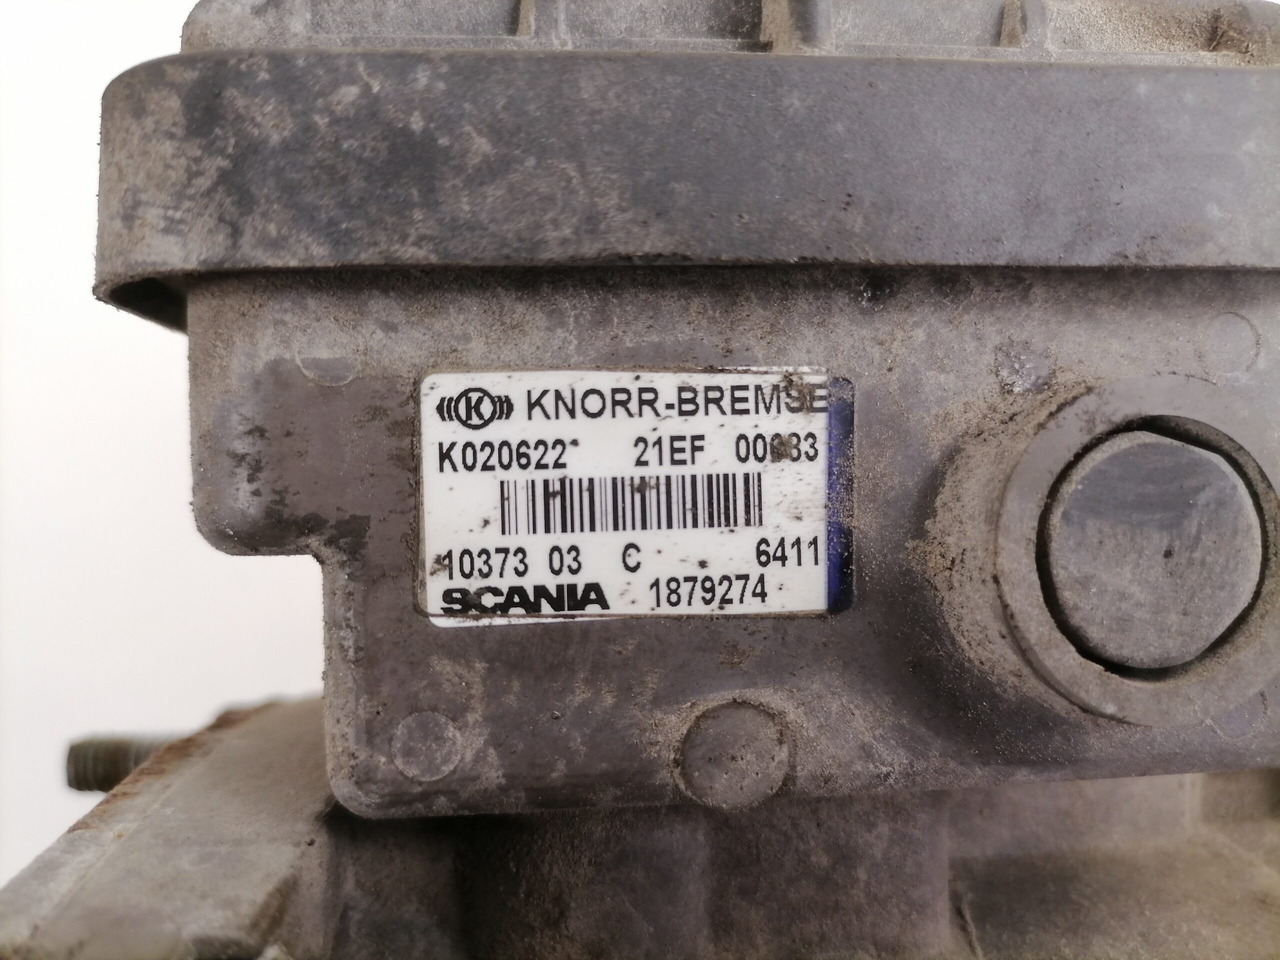 K KNORR-BREMSE
K020622 21EF
10373 03 C 6411
SCANIA 1879274